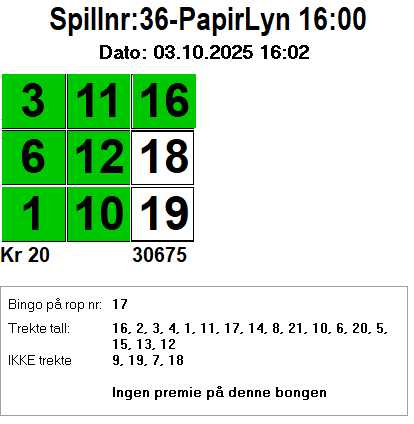 Spillnr:36-PapirLyn 16:00
Dato: 03.10.2025 16:02
3 11 16
6 12 18
1 10 19
Kr 20 30675
Bingo på rop nr: 17
Trekte tall: 16, 2, 3, 4, 1, 11, 17, 14, 8, 21, 10, 6, 20, 5,
15, 13, 12
IKKE trekte 9, 19, 7, 18
Ingen premie på denne bongen